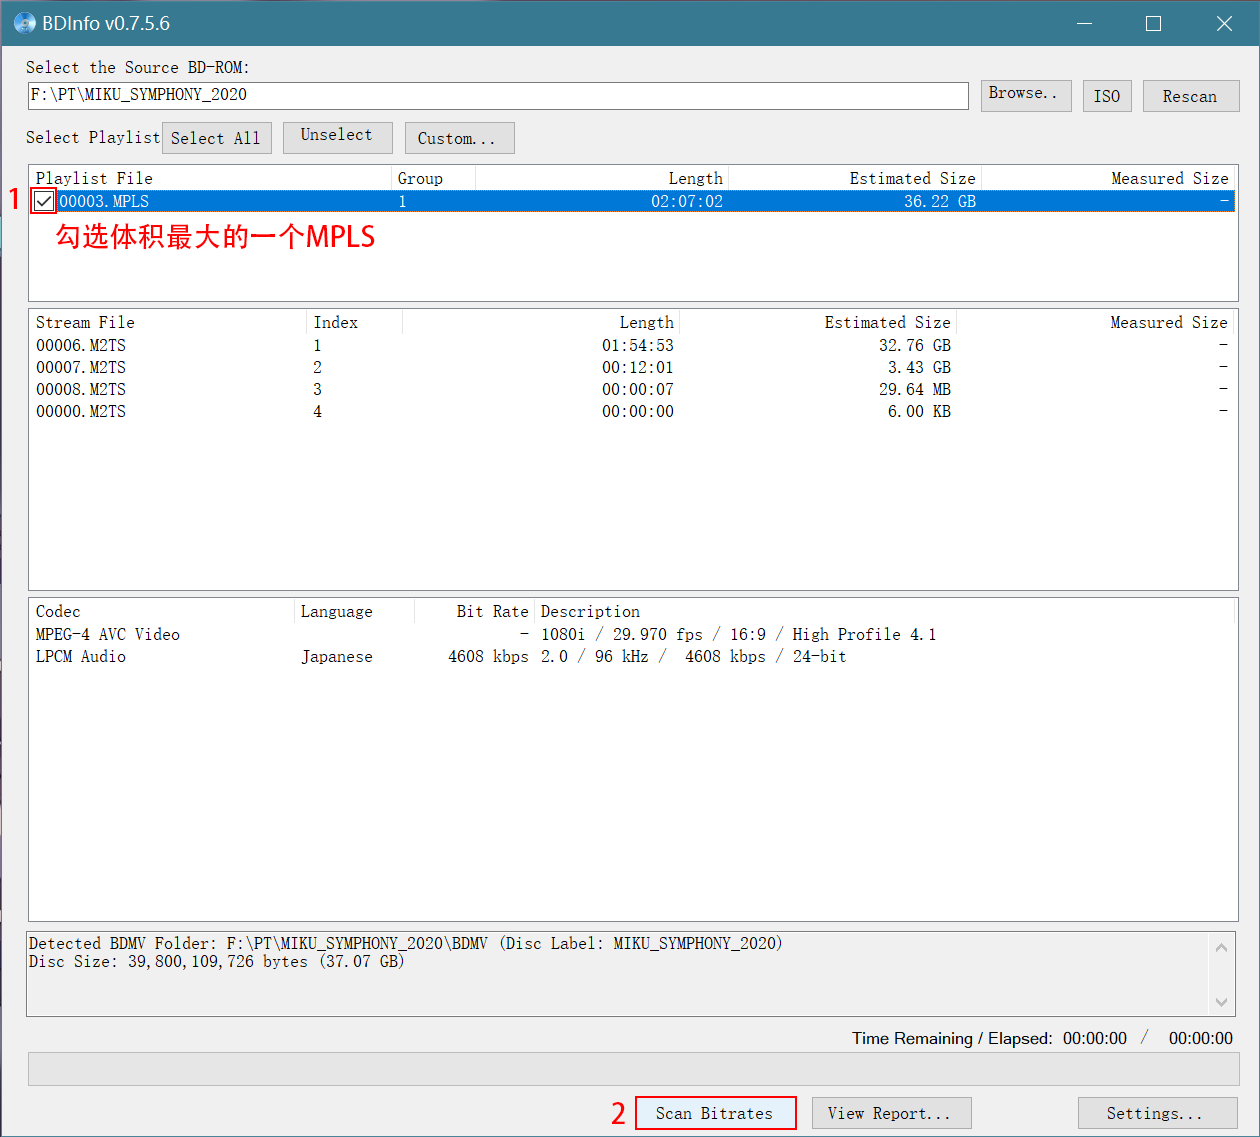 BDInfo v0.7.5.6
Select the Source BD-ROM:
F:\PT\MIKU_SYMPHONY_2020 Browse.. ISO Rescan
Select Playlist Select All Unselect Custom...
Playlist File Group Length Estimated Size Measured Size
1 00003.MPLS 1 02:07:02 36.22 GB -
勾选体积最大的一个MPLS
Stream File Index Length Estimated Size Measured Size
00006.M2TS 1 01:54:53 32.76 GB -
00007.M2TS 2 00:12:01 3.43 GB -
00008.M2TS 3 00:00:07 29.64 MB -
00000.M2TS 4 00:00:00 6.00 KB -
Codec Language Bit Rate Description
MPEG-4 AVC Video - 1080i / 29.970 fps / 16:9 / High Profile 4.1
LPCM Audio Japanese 4608 kbps 2.0 / 96 kHz / 4608 kbps / 24-bit
Detected BDMV Folder: F:\PT\MIKU_SYMPHONY_2020\BDMV (Disc Label: MIKU_SYMPHONY_2020)
Disc Size: 39,800,109,726 bytes (37.07 GB)
Time Remaining / Elapsed: 00:00:00 / 00:00:00
2 Scan Bitrates View Report... Settings...